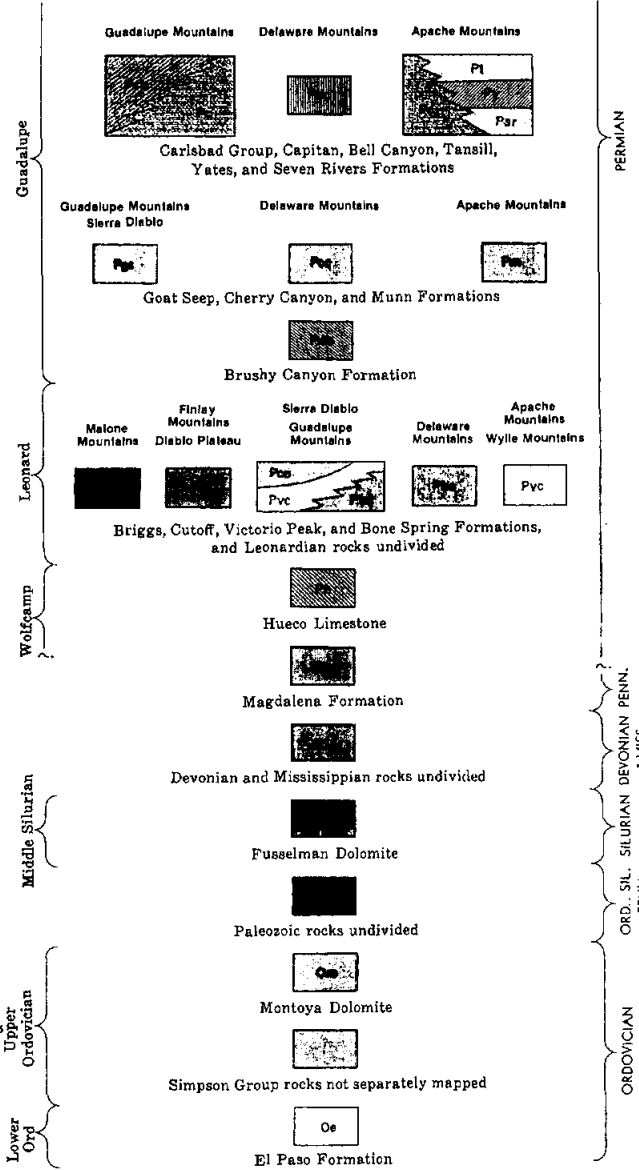 Guadalupe Mountains Delaware Mountains Apache Mountains
Pt
Psr
Carlsbad Group, Capitan, Bell Canyon, Tansill,
Yates, and Seven Rivers Formations
Guadalupe
PERMIAN
Guadalupe Mountains Delaware Mountains Apache Mountains
Sierra Diablo
Goat Seep, Cherry Canyon, and Munn Formations
Brushy Canyon Formation
Leonard
Malone
Mountains
Finlay
Mountains
Diablo Plateau
Sierra Diablo
Guadalupe
Mountains
Delaware
Mountains
Apache
Mountains
Wylie Mountains
Pvc
Pvc
Briggs, Cutoff, Victorio Peak, and Bone Spring Formations,
and Leonardian rocks undivided
Wolfcamp
Hueco Limestone
?
?
PENN.
Magdalena Formation
DEVONIAN
Devonian and Mississippian rocks undivided
Middle Silurian
SILURIAN
Fusselman Dolomite
ORD., SIL.
Paleozoic rocks undivided
Upper
Ordovician
ORDOVICIAN
Om
Montoya Dolomite
Simpson Group rocks not separately mapped
Lower
Ord
Oe
El Paso Formation